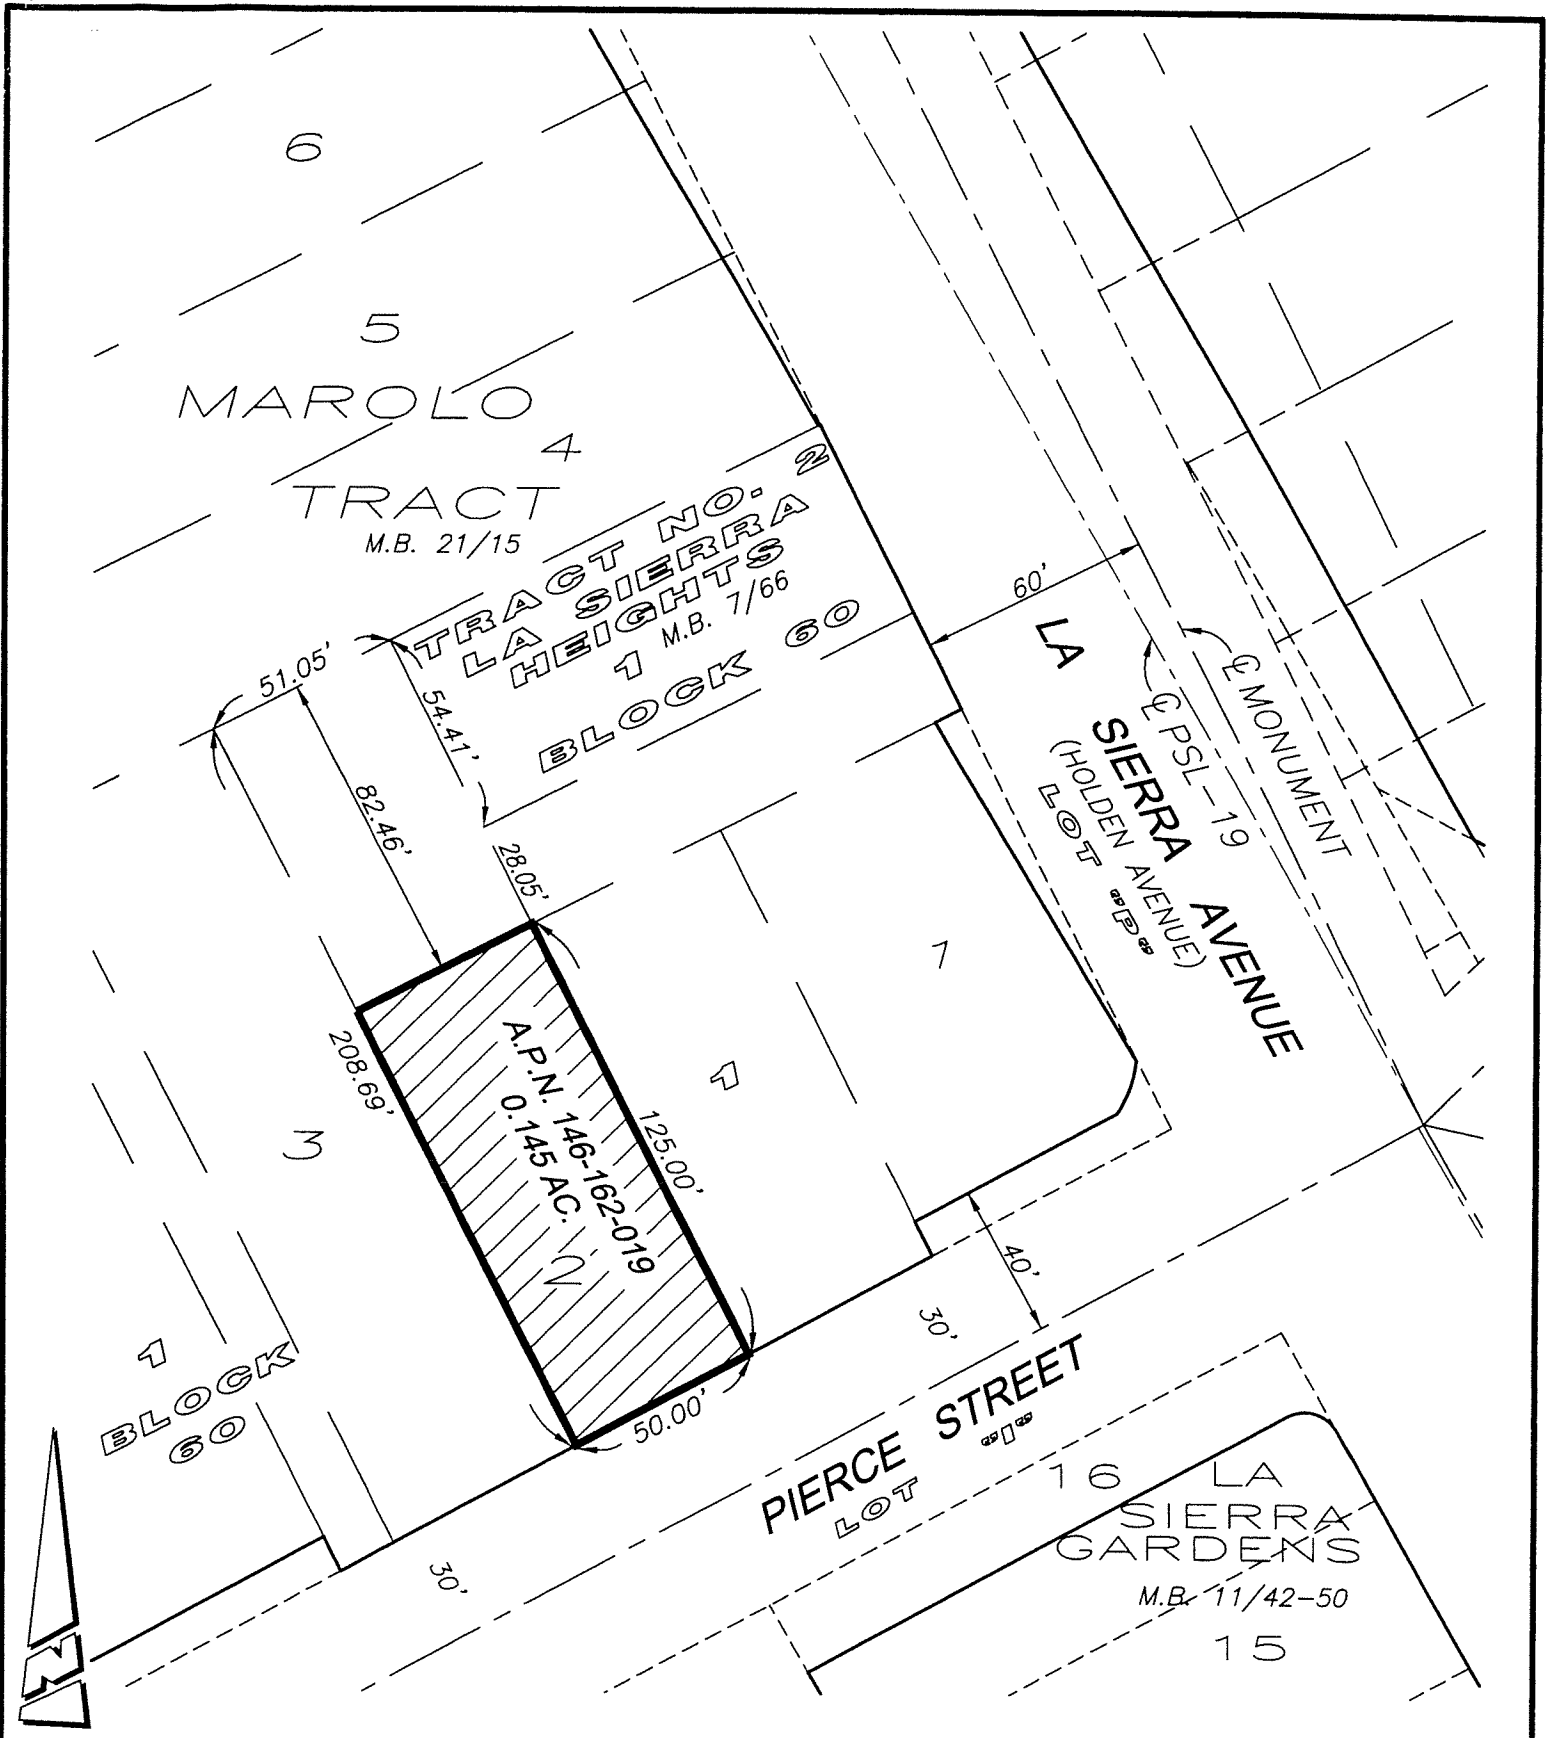 6
5
MAROLO
4
TRACT
M.B. 21/15
TRACT NO. 2
LA SIERRA
HEIGHTS
M.B. 7/66
1
BLOCK 60
60'
51.05'
54.41'
82.46'
28.05'
LA SIERRA AVENUE
(HOLDEN AVENUE)
LOT "P"
℄ PSL-19
℄ MONUMENT
7
1
A.P.N. 146-162-019
0.145 AC.
2
208.69'
125.00'
3
50.00'
40'
30'
1
BLOCK
60
30'
PIERCE STREET
LOT "I"
16
LA
SIERRA
GARDENS
M.B. 11/42-50
15
N